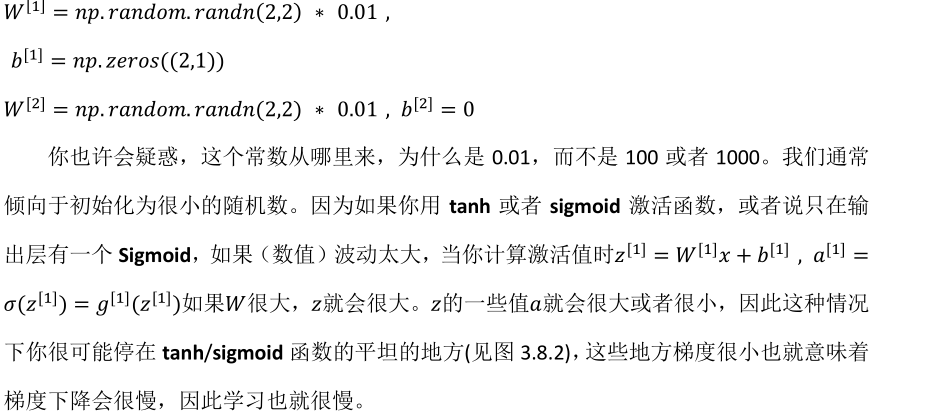 W^[1] = np.random.randn(2,2) * 0.01 ,
b^[1] = np.zeros((2,1))
W^[2] = np.random.randn(2,2) * 0.01 , b^[2] = 0
你也许会疑惑，这个常数从哪里来，为什么是 0.01，而不是 100 或者 1000。我们通常
倾向于初始化为很小的随机数。因为如果你用 tanh 或者 sigmoid 激活函数，或者说只在输
出层有一个 Sigmoid，如果（数值）波动太大，当你计算激活值时z^[1] = W^[1]x + b^[1] , a^[1] =
σ(z^[1]) = g^[1](z^[1])如果W很大，z就会很大。z的一些值a就会很大或者很小，因此这种情况
下你很可能停在 tanh/sigmoid 函数的平坦的地方(见图 3.8.2)，这些地方梯度很小也就意味着
梯度下降会很慢，因此学习也就很慢。